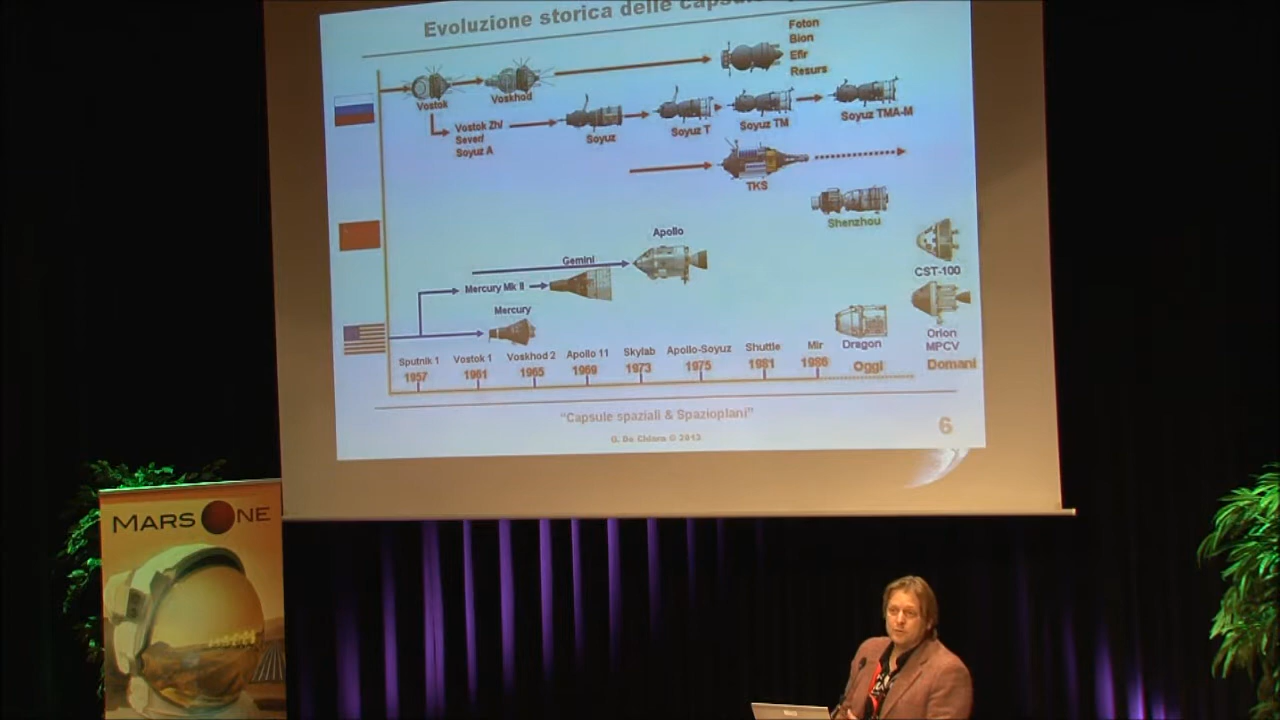 Evoluzione storica delle
Foton
Bion
Efir
Resurs
Vostok
Voskhod
Vostok Zh/
Sever/
Soyuz A
Soyuz
Soyuz T
Soyuz TM
Soyuz TMA-M
TKS
Shenzhou
Apollo
Gemini
Mercury Mk II
Mercury
CST-100
Orion
MPCV
Dragon
Sputnik 1
Vostok 1
Voskhod 2
Apollo 11
Skylab
Apollo-Soyuz
Shuttle
Mir
1957
1961
1965
1969
1973
1975
1981
1986
Oggi
Domani
"Capsule spaziali & Spazioplani"
G. De Chiara © 2012
6
MARS ONE